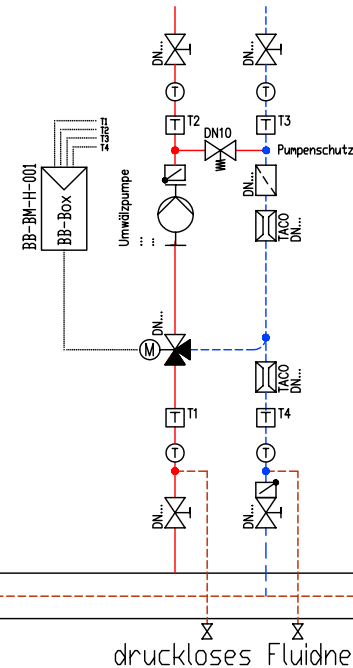 DN...
DN...
T
T
T T2
T T3
DN10
Pumpenschutz
T1
T2
T3
T4
BB-BM-H-001
BB-Box
Umwälzpumpe
... ...
DN...
TACO
DN...
DN...
M
TACO
DN...
T T1
T T4
T
T
DN...
DN...
druckloses Fluidne